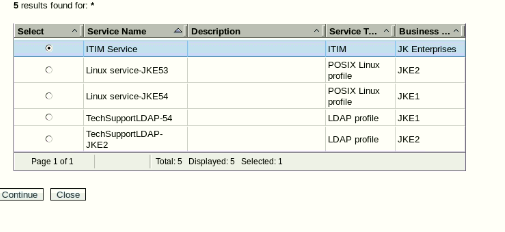 5 results found for: *
Select Service Name Description Service T... Business ...
ITIM Service ITIM JK Enterprises
Linux service-JKE53 POSIX Linux profile JKE2
Linux service-JKE54 POSIX Linux profile JKE1
TechSupportLDAP-54 LDAP profile JKE1
TechSupportLDAP-JKE2 LDAP profile JKE2
Page 1 of 1 Total: 5 Displayed: 5 Selected: 1
Continue Close